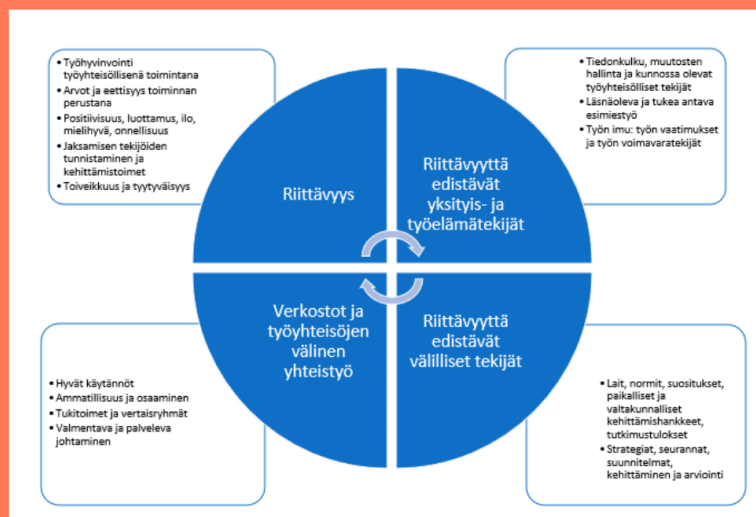 • Työhyvinvointi
työyhteisöllisenä toimintana
• Arvot ja eettisyys toiminnan
perustana
• Positiivisuus, luottamus, ilo,
mielihyvä, onnellisuus
• Jaksamisen tekijöiden
tunnistaminen ja
kehittämistoimet
• Toiveikkuus ja tyytyväisyys
• Tiedonkulku, muutosten
hallinta ja kunnossa olevat
työyhteisölliset tekijät
• Läsnäoleva ja tukea antava
esimiestyö
• Työn imu: työn vaatimukset
ja työn voimavaratekijät
Riittävyys
Riittävyyttä
edistävät
yksityis- ja
työelämätekijät
Verkostot ja
työyhteisöjen
välinen
yhteistyö
Riittävyyttä
edistävät
välilliset tekijät
• Hyvät käytännöt
• Ammatillisuus ja osaaminen
• Tukitoimet ja vertaisryhmät
• Valmentava ja palveleva
johtaminen
• Lait, normit, suositukset,
paikalliset ja
valtakunnalliset
kehittämishankkeet,
tutkimustulokset
• Strategiat, seurannat,
suunnitelmat,
kehittäminen ja arviointi